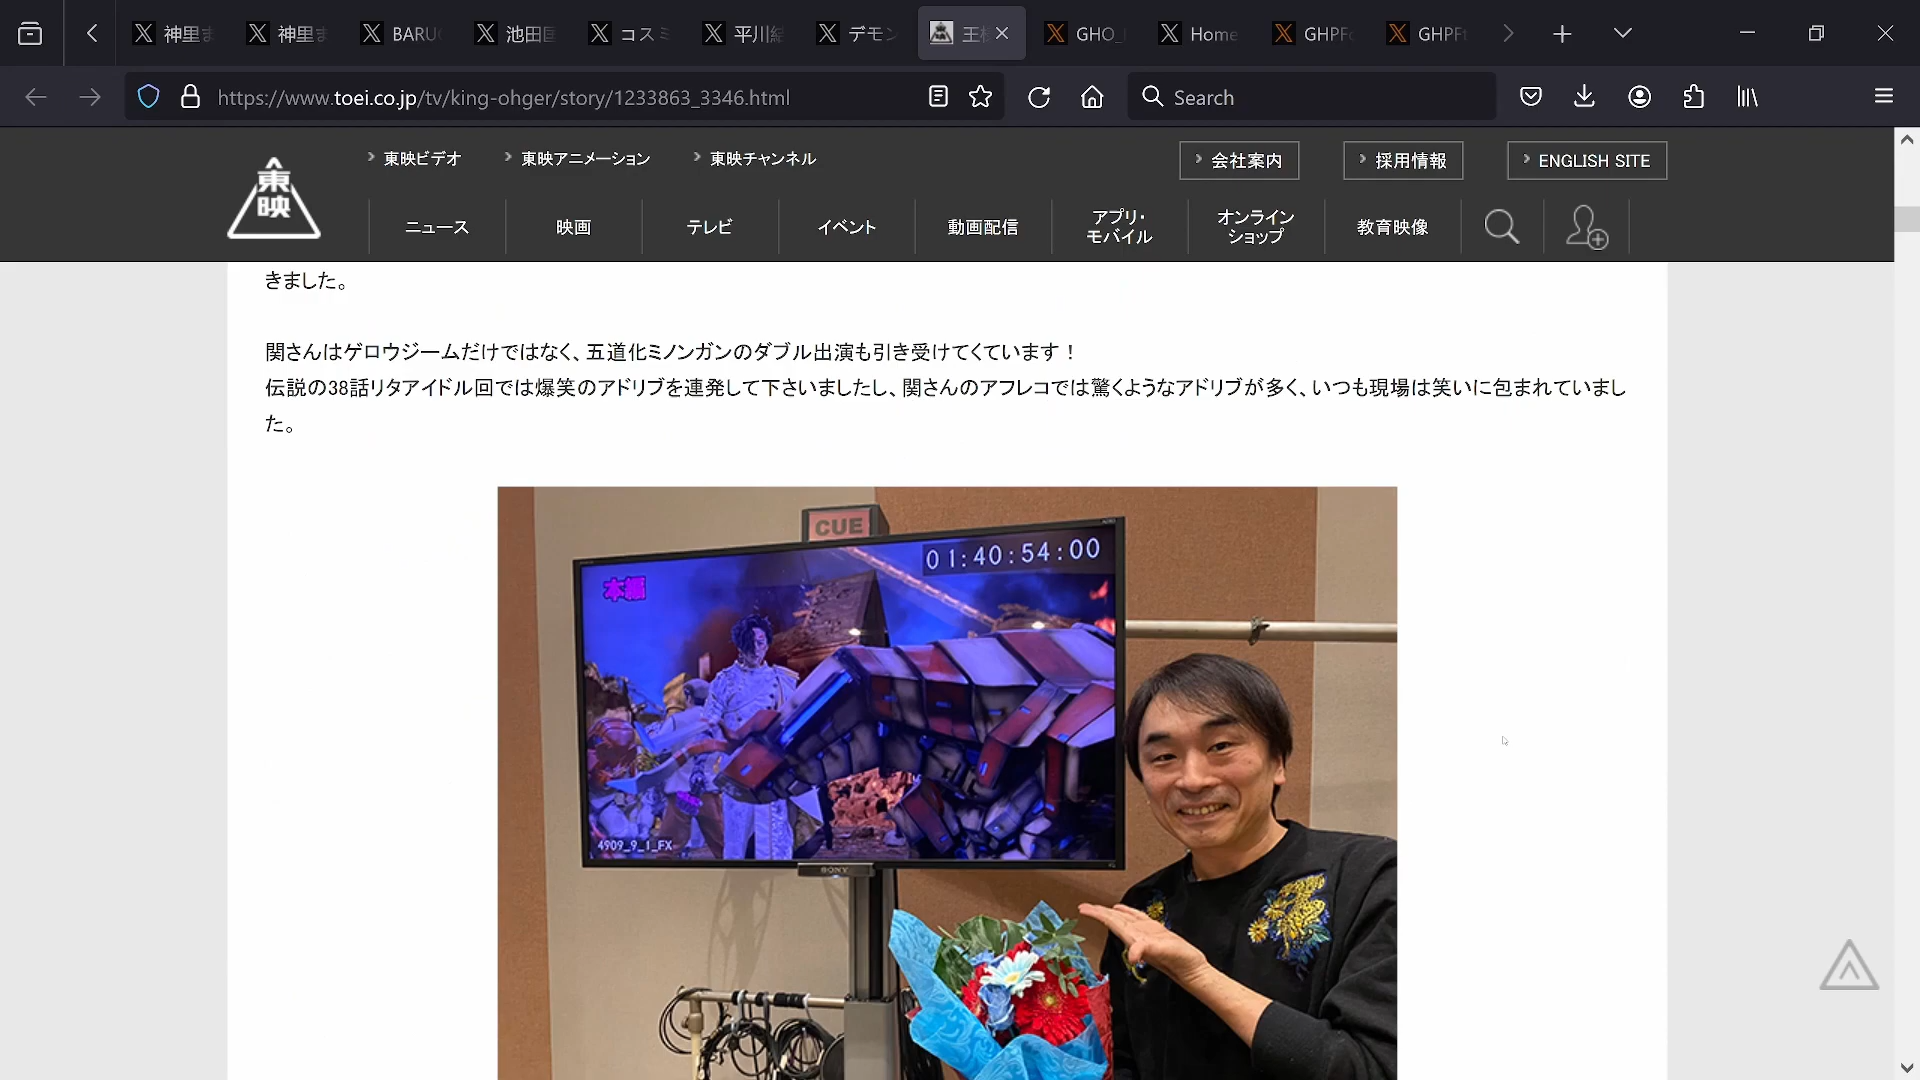 神里ま
神里ま
BARU
池田
コスミ
平川
デモン
王様
GHO_
Home
GHPF
GHPF
https://www.toei.co.jp/tv/king-ohger/story/1233863_3346.html
Search
東映ビデオ
東映アニメーション
東映チャンネル
会社案内
採用情報
ENGLISH SITE
東映
ニュース
映画
テレビ
イベント
動画配信
アプリ・
モバイル
オンライン
ショップ
教育映像
きました。
関さんはゲロウジームだけではなく、五道化ミノンガンのダブル出演も引き受けてくています！
伝説の38話リタアイドル回では爆笑のアドリブを連発して下さいましたし、関さんのアフレコでは驚くようなアドリブが多く、いつも現場は笑いに包まれていまし
た。
CUE
01:40:54:00
本編
4909_9_1_FX
SONY